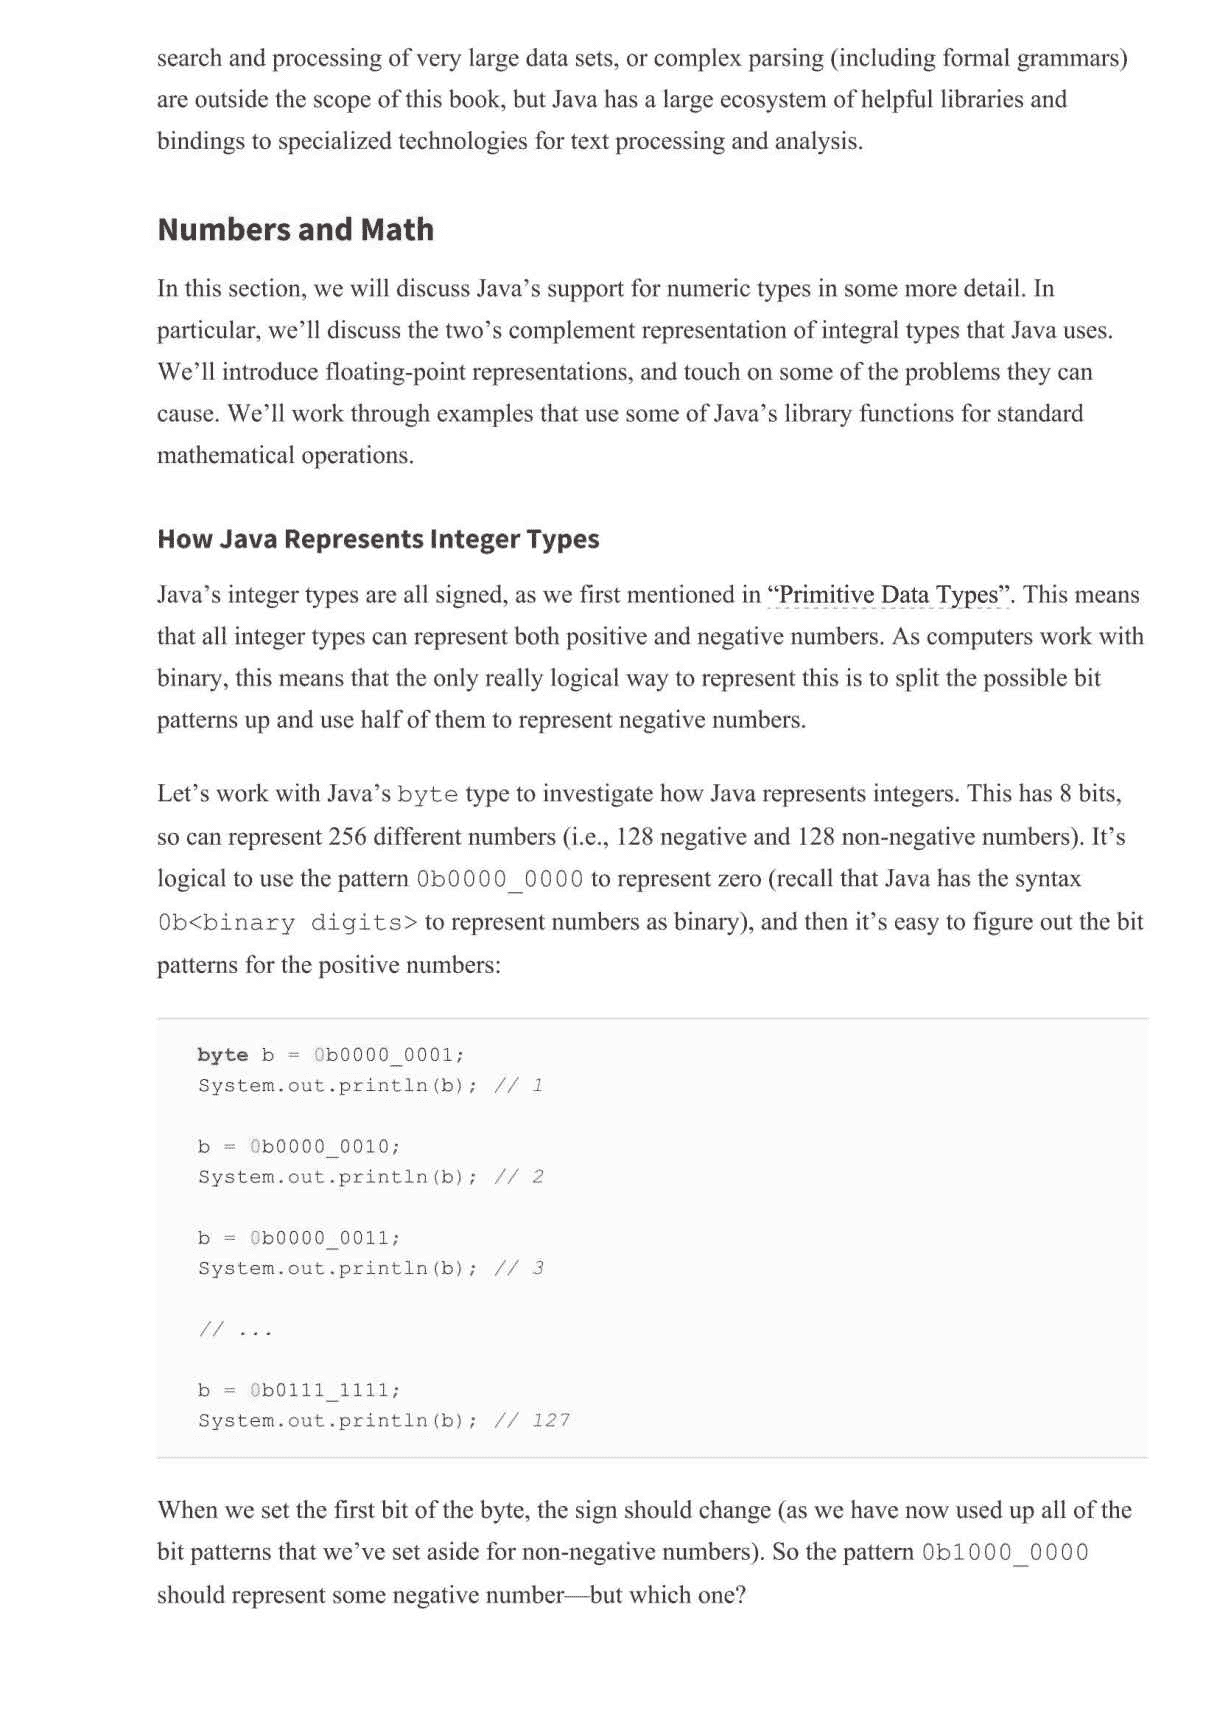 search and processing of very large data sets, or complex parsing (including formal grammars)
are outside the scope of this book, but Java has a large ecosystem of helpful libraries and
bindings to specialized technologies for text processing and analysis.
Numbers and Math
In this section, we will discuss Java’s support for numeric types in some more detail. In
particular, we’ll discuss the two’s complement representation of integral types that Java uses.
We’ll introduce floating-point representations, and touch on some of the problems they can
cause. We’ll work through examples that use some of Java’s library functions for standard
mathematical operations.
How Java Represents Integer Types
Java’s integer types are all signed, as we first mentioned in “Primitive Data Types”. This means
that all integer types can represent both positive and negative numbers. As computers work with
binary, this means that the only really logical way to represent this is to split the possible bit
patterns up and use half of them to represent negative numbers.
Let’s work with Java’s byte type to investigate how Java represents integers. This has 8 bits,
so can represent 256 different numbers (i.e., 128 negative and 128 non-negative numbers). It’s
logical to use the pattern 0b0000_0000 to represent zero (recall that Java has the syntax
0b<binary digits> to represent numbers as binary), and then it’s easy to figure out the bit
patterns for the positive numbers:
byte b = 0b0000_0001;
System.out.println(b); // 1
b = 0b0000_0010;
System.out.println(b); // 2
b = 0b0000_0011;
System.out.println(b); // 3
// ...
b = 0b0111_1111;
System.out.println(b); // 127
When we set the first bit of the byte, the sign should change (as we have now used up all of the
bit patterns that we’ve set aside for non-negative numbers). So the pattern 0b1000_0000
should represent some negative number—but which one?